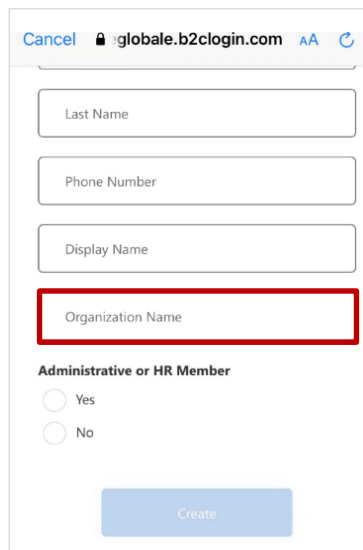 Cancel globale.b2clogin.com AA
Last Name
Phone Number
Display Name
Organization Name
Administrative or HR Member
Yes
No
Create